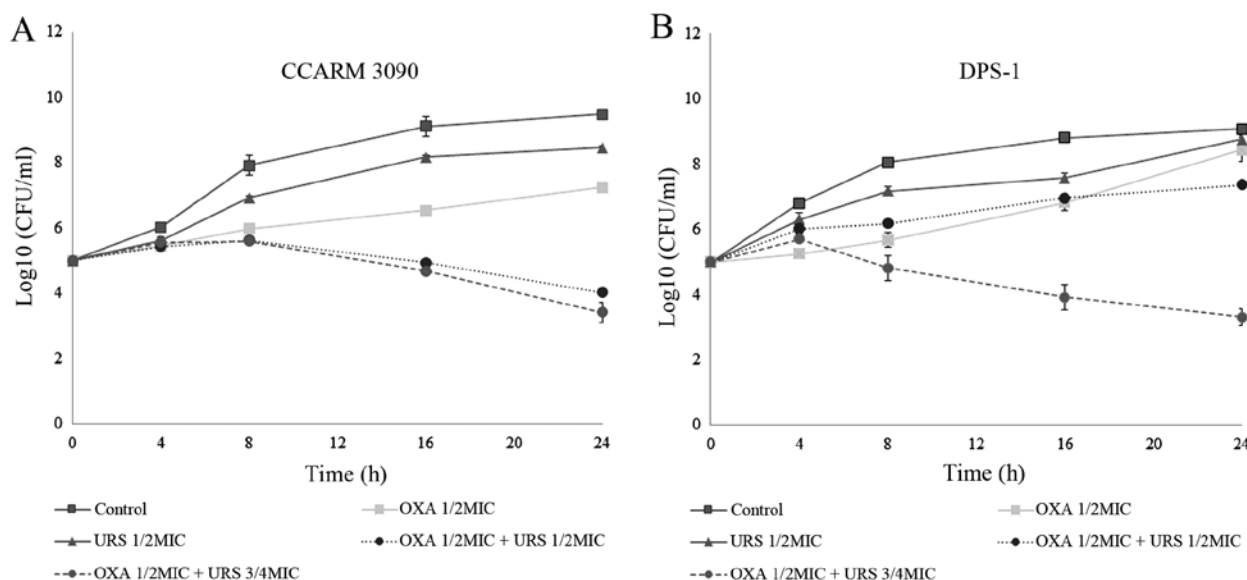 A
CCARM 3090
12
10
8
6
4
2
0
Log10 (CFU/ml)
0 4 8 12 16 20 24
Time (h)
Control
OXA 1/2MIC
URS 1/2MIC
OXA 1/2MIC + URS 1/2MIC
OXA 1/2MIC + URS 3/4MIC
B
DPS-1
12
10
8
6
4
2
0
Log10 (CFU/ml)
0 4 8 12 16 20 24
Time (h)
Control
OXA 1/2MIC
URS 1/2MIC
OXA 1/2MIC + URS 1/2MIC
OXA 1/2MIC + URS 3/4MIC